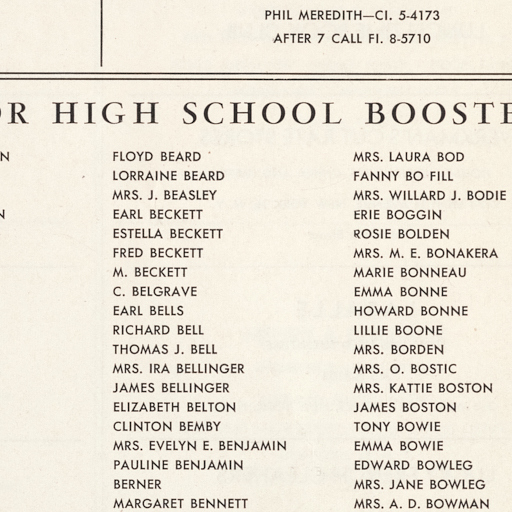 PHIL MEREDITH—CI. 5-4173
AFTER 7 CALL FI. 8-5710
OR HIGH SCHOOL BOOSTE
N
N
FLOYD BEARD
LORRAINE BEARD
MRS. J. BEASLEY
EARL BECKETT
ESTELLA BECKETT
FRED BECKETT
M. BECKETT
C. BELGRAVE
EARL BELLS
RICHARD BELL
THOMAS J. BELL
MRS. IRA BELLINGER
JAMES BELLINGER
ELIZABETH BELTON
CLINTON BEMBY
MRS. EVELYN E. BENJAMIN
PAULINE BENJAMIN
BERNER
MARGARET BENNETT
MRS. LAURA BOD
FANNY BO FILL
MRS. WILLARD J. BODIE
ERIE BOGGIN
ROSIE BOLDEN
MRS. M. E. BONAKERA
MARIE BONNEAU
EMMA BONNE
HOWARD BONNE
LILLIE BOONE
MRS. BORDEN
MRS. O. BOSTIC
MRS. KATTIE BOSTON
JAMES BOSTON
TONY BOWIE
EMMA BOWIE
EDWARD BOWLEG
MRS. JANE BOWLEG
MRS. A. D. BOWMAN